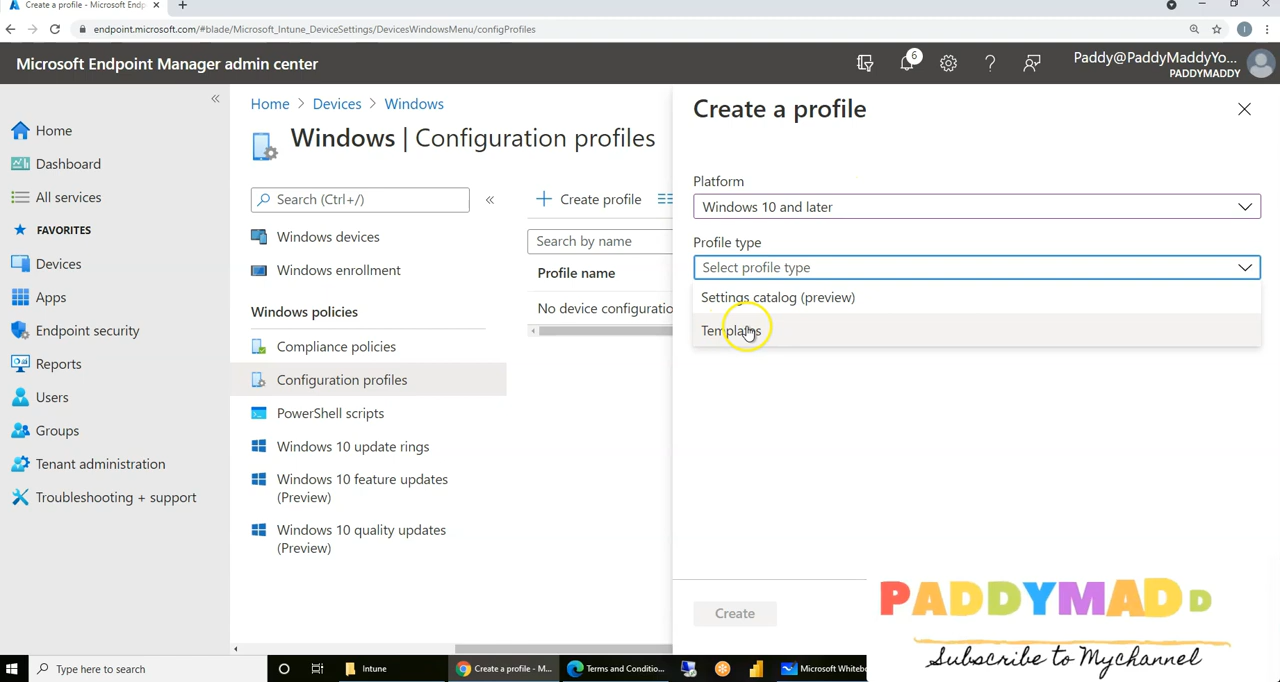 Create a profile - Microsoft Endp
endpoint.microsoft.com/#blade/Microsoft_Intune_DeviceSettings/DevicesWindowsMenu/configProfiles
I
Microsoft Endpoint Manager admin center
6
Paddy@PaddyMaddyYo...
PADDYMADDY
Home
Dashboard
All services
FAVORITES
Devices
Apps
Endpoint security
Reports
Users
Groups
Tenant administration
Troubleshooting + support
Home > Devices > Windows
Windows | Configuration profiles
Search (Ctrl+/)
Windows devices
Windows enrollment
Windows policies
Compliance policies
Configuration profiles
PowerShell scripts
Windows 10 update rings
Windows 10 feature updates
(Preview)
Windows 10 quality updates
(Preview)
Create profile
Search by name
Profile name
No device configuratio
Create a profile
Platform
Windows 10 and later
Profile type
Select profile type
Settings catalog (preview)
Templates
Create
PADDYMAD D
Subscribe to Mychannel
Type here to search
Intune
Create a profile - M...
Terms and Conditio...
Microsoft Whiteb